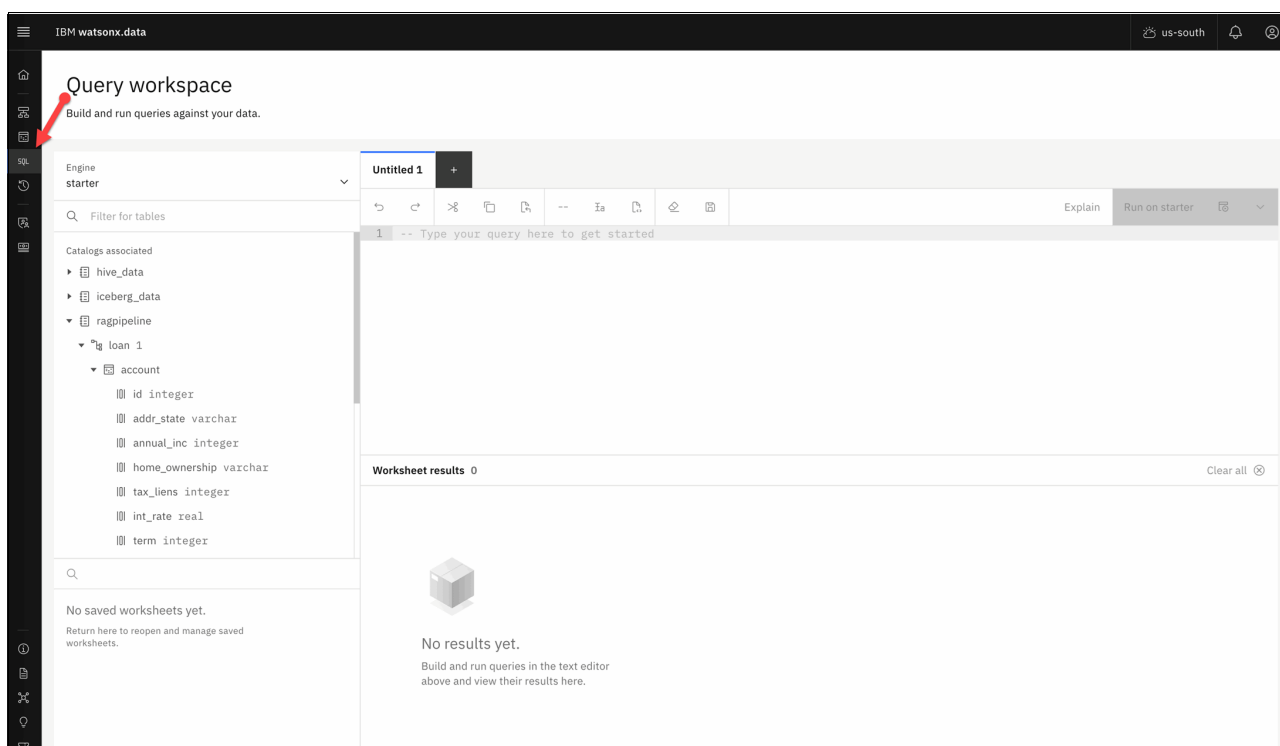 IBM watsonx.data
us-south
Query workspace
Build and run queries against your data.
SQL
Engine
starter
Filter for tables
Catalogs associated
hive_data
iceberg_data
ragpipeline
loan 1
account
id integer
addr_state varchar
annual_inc integer
home_ownership varchar
tax_liens integer
int_rate real
term integer
No saved worksheets yet.
Return here to reopen and manage saved
worksheets.
Untitled 1 +
Explain Run on starter
1 -- Type your query here to get started
Worksheet results 0 Clear all
No results yet.
Build and run queries in the text editor
above and view their results here.